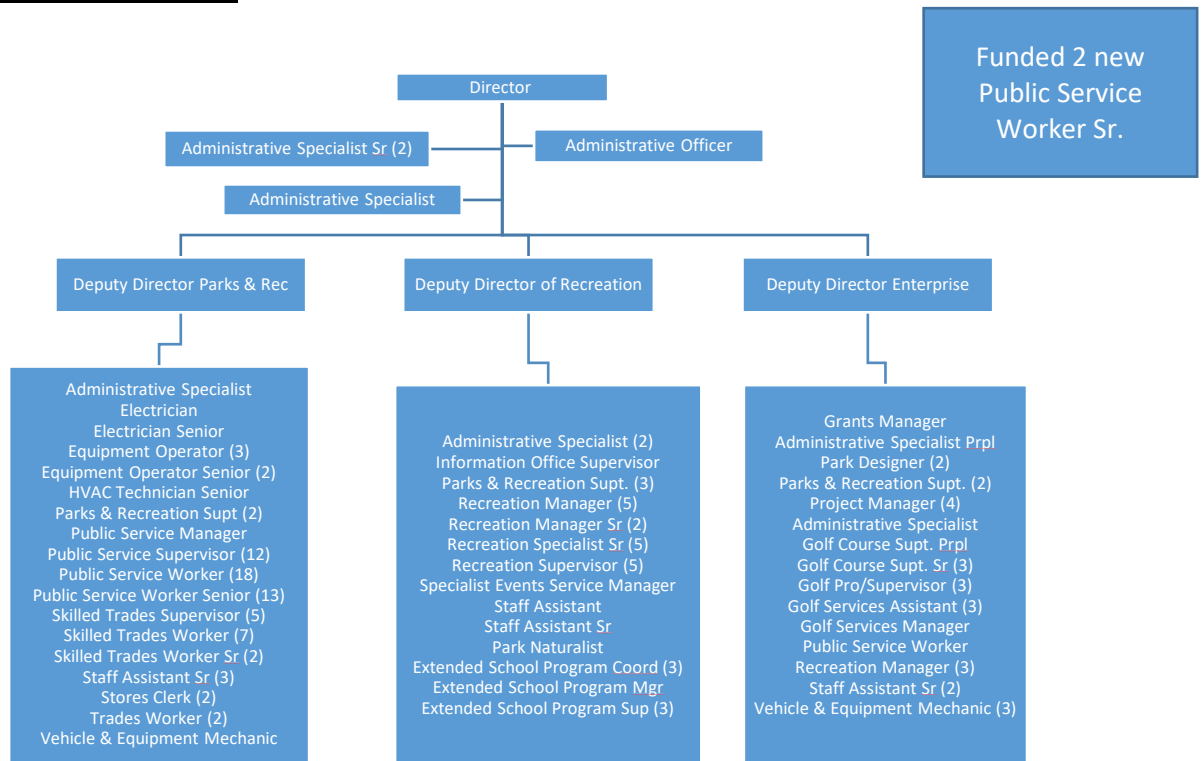 Funded 2 new
Public Service
Worker Sr.
Director
Administrative Specialist Sr (2)
Administrative Officer
Administrative Specialist
Deputy Director Parks & Rec
Deputy Director of Recreation
Deputy Director Enterprise
Administrative Specialist
Electrician
Electrician Senior
Equipment Operator (3)
Equipment Operator Senior (2)
HVAC Technician Senior
Parks & Recreation Supt (2)
Public Service Manager
Public Service Supervisor (12)
Public Service Worker (18)
Public Service Worker Senior (13)
Skilled Trades Supervisor (5)
Skilled Trades Worker (7)
Skilled Trades Worker Sr (2)
Staff Assistant Sr (3)
Stores Clerk (2)
Trades Worker (2)
Vehicle & Equipment Mechanic
Administrative Specialist (2)
Information Office Supervisor
Parks & Recreation Supt. (3)
Recreation Manager (5)
Recreation Manager Sr (2)
Recreation Specialist Sr (5)
Recreation Supervisor (5)
Specialist Events Service Manager
Staff Assistant
Staff Assistant Sr
Park Naturalist
Extended School Program Coord (3)
Extended School Program Mgr
Extended School Program Sup (3)
Grants Manager
Administrative Specialist Prpl
Park Designer (2)
Parks & Recreation Supt. (2)
Project Manager (4)
Administrative Specialist
Golf Course Supt. Prpl
Golf Course Supt. Sr (3)
Golf Pro/Supervisor (3)
Golf Services Assistant (3)
Golf Services Manager
Public Service Worker
Recreation Manager (3)
Staff Assistant Sr (2)
Vehicle & Equipment Mechanic (3)